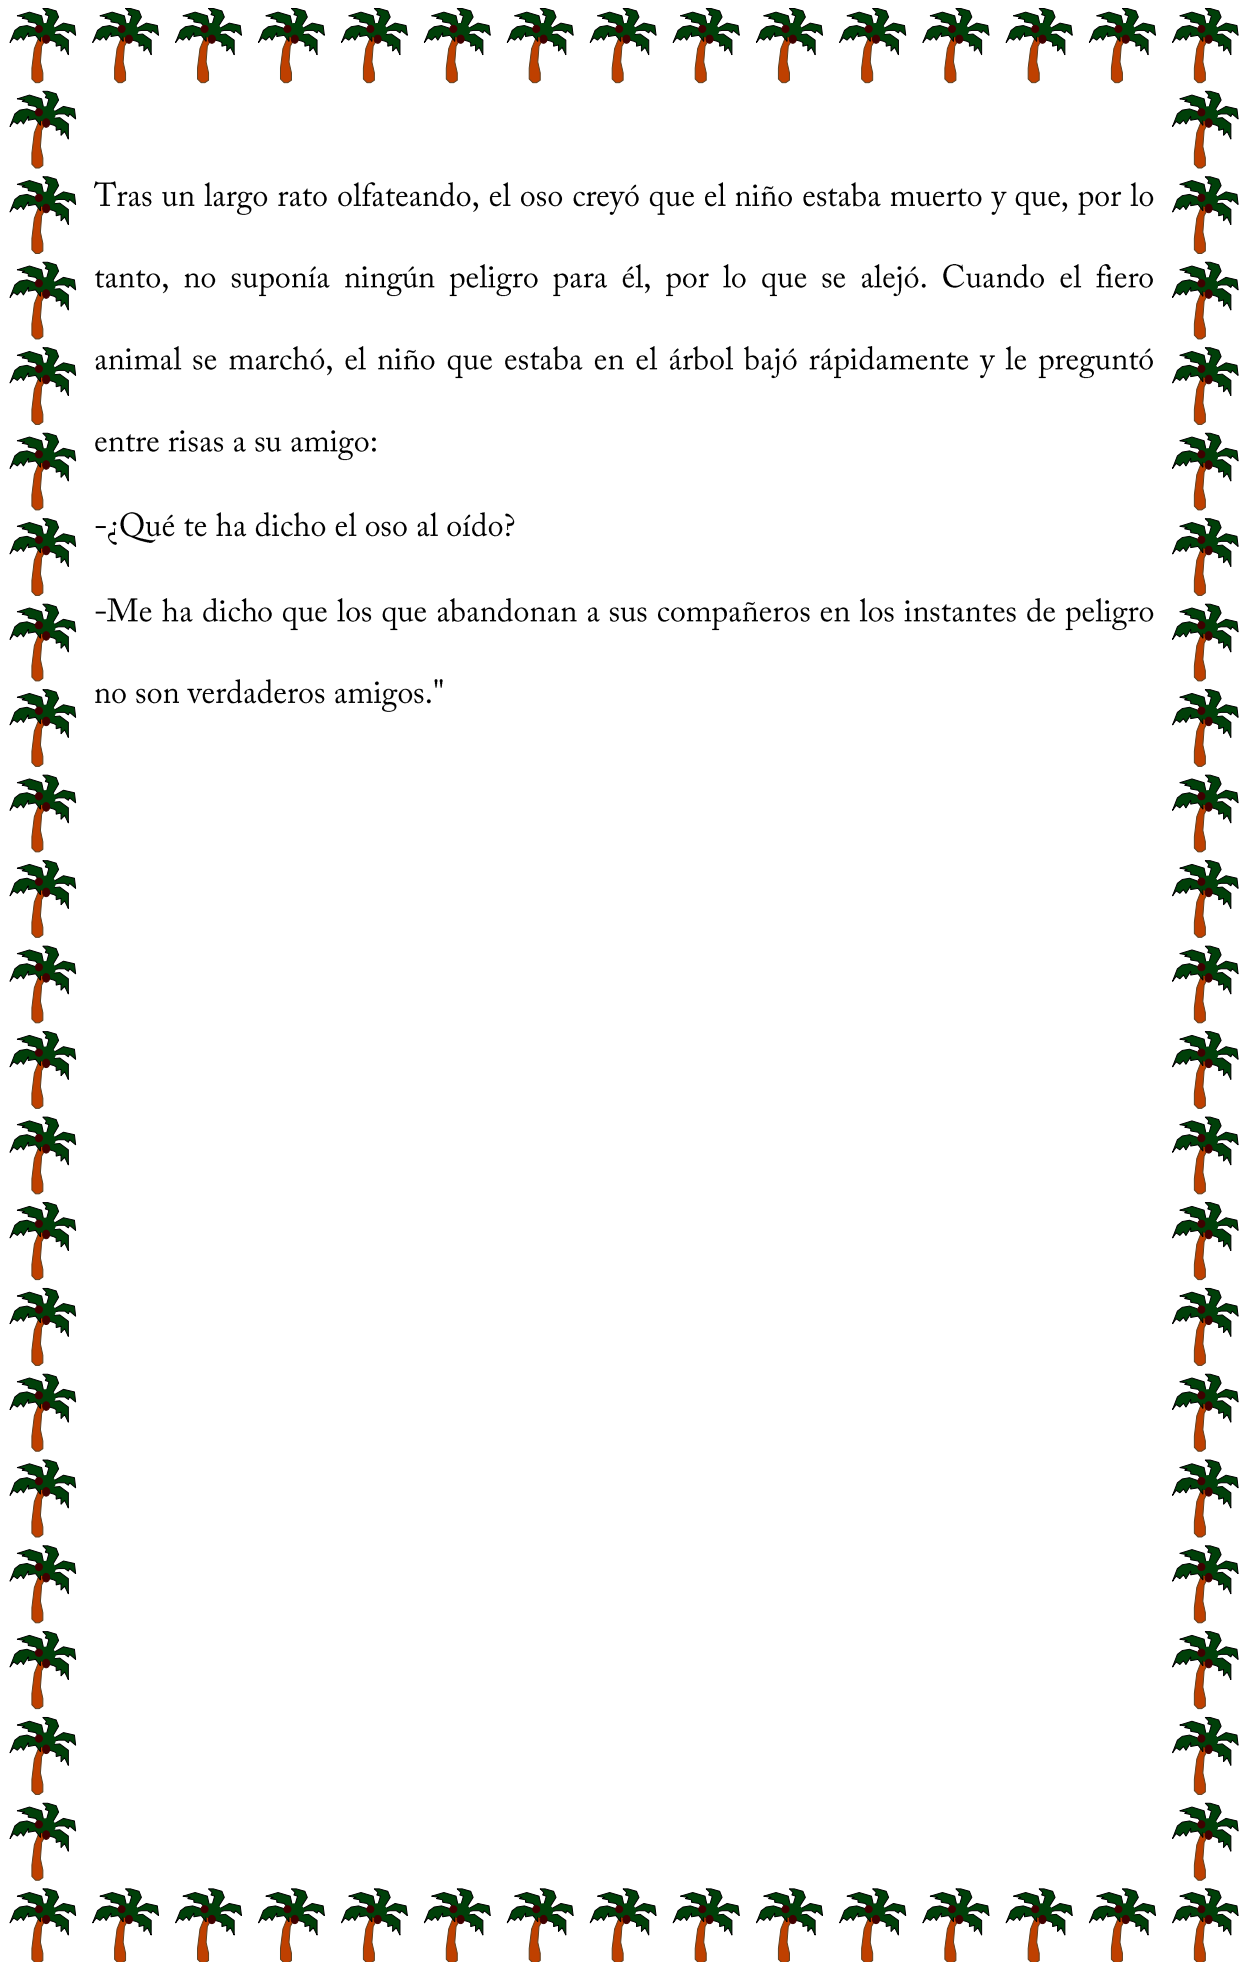 Tras un largo rato olfateando, el oso creyó que el niño estaba muerto y que, por lo
tanto, no suponía ningún peligro para él, por lo que se alejó. Cuando el fiero
animal se marchó, el niño que estaba en el árbol bajó rápidamente y le preguntó
entre risas a su amigo:
-¿Qué te ha dicho el oso al oído?
-Me ha dicho que los que abandonan a sus compañeros en los instantes de peligro
no son verdaderos amigos."